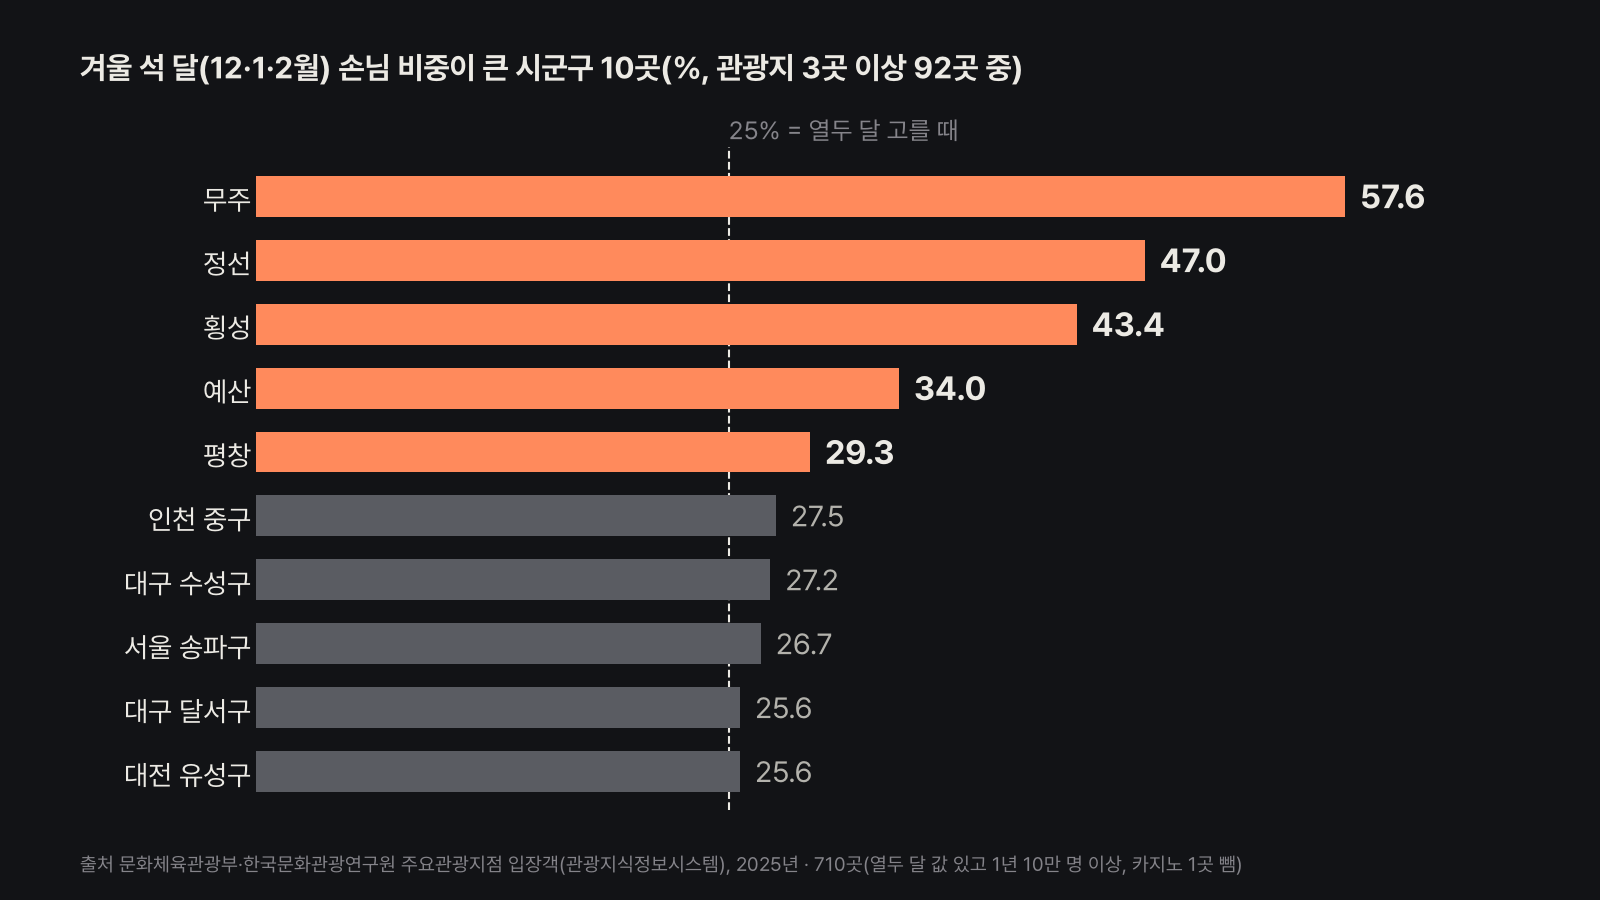 겨울 석 달(12·1·2월) 손님 비중이 큰 시군구 10곳(%, 관광지 3곳 이상 92곳 중)
25% = 열두 달 고를 때
무주 57.6
정선 47.0
횡성 43.4
예산 34.0
평창 29.3
인천 중구 27.5
대구 수성구 27.2
서울 송파구 26.7
대구 달서구 25.6
대전 유성구 25.6
출처 문화체육관광부·한국문화관광연구원 주요관광지점 입장객(관광지식정보시스템), 2025년 · 710곳(열두 달 값 있고 1년 10만 명 이상, 카지노 1곳 뺌)